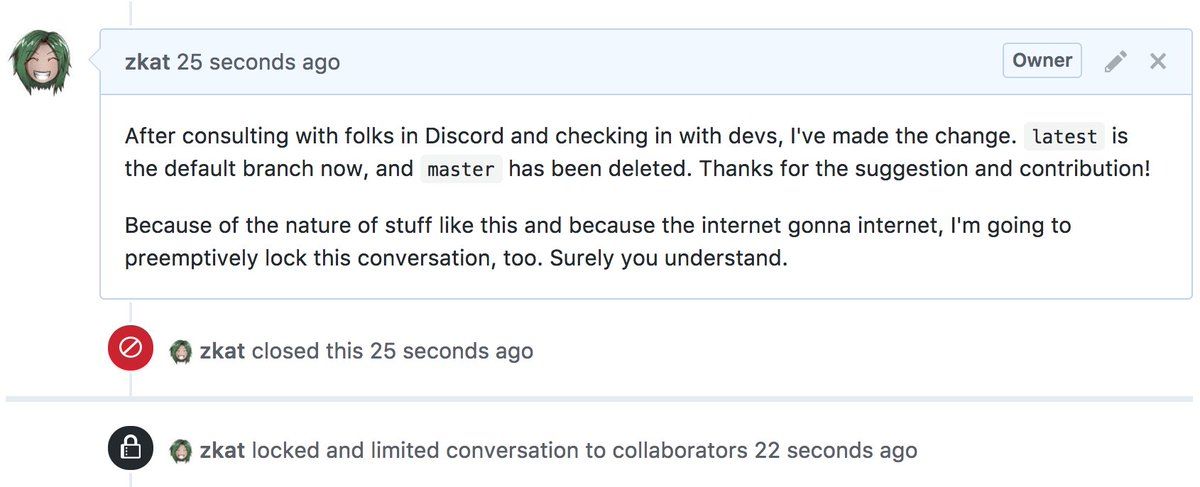 zkat 25 seconds ago Owner
After consulting with folks in Discord and checking in with devs, I've made the change. latest is
the default branch now, and master has been deleted. Thanks for the suggestion and contribution!
Because of the nature of stuff like this and because the internet gonna internet, I'm going to
preemptively lock this conversation, too. Surely you understand.
zkat closed this 25 seconds ago
zkat locked and limited conversation to collaborators 22 seconds ago